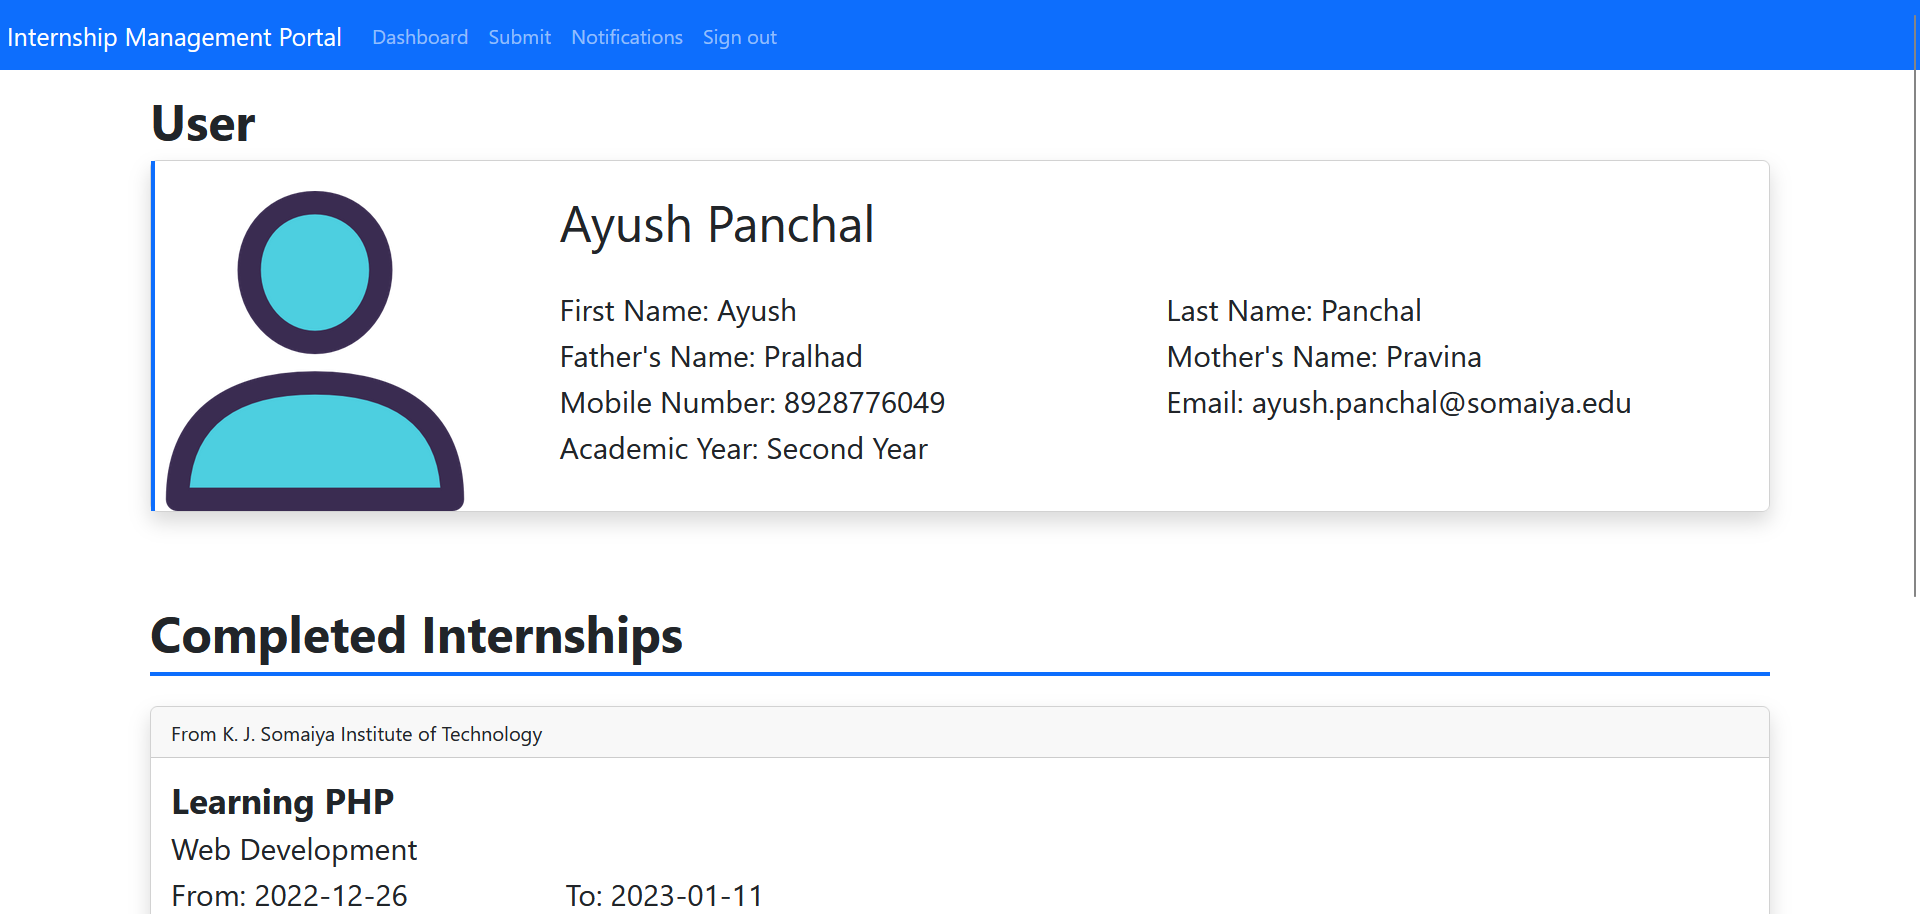 Internship Management Portal Dashboard Submit Notifications Sign out
User
Ayush Panchal
First Name: Ayush Last Name: Panchal
Father's Name: Pralhad Mother's Name: Pravina
Mobile Number: 8928776049 Email: ayush.panchal@somaiya.edu
Academic Year: Second Year
Completed Internships
From K. J. Somaiya Institute of Technology
Learning PHP
Web Development
From: 2022-12-26 To: 2023-01-11